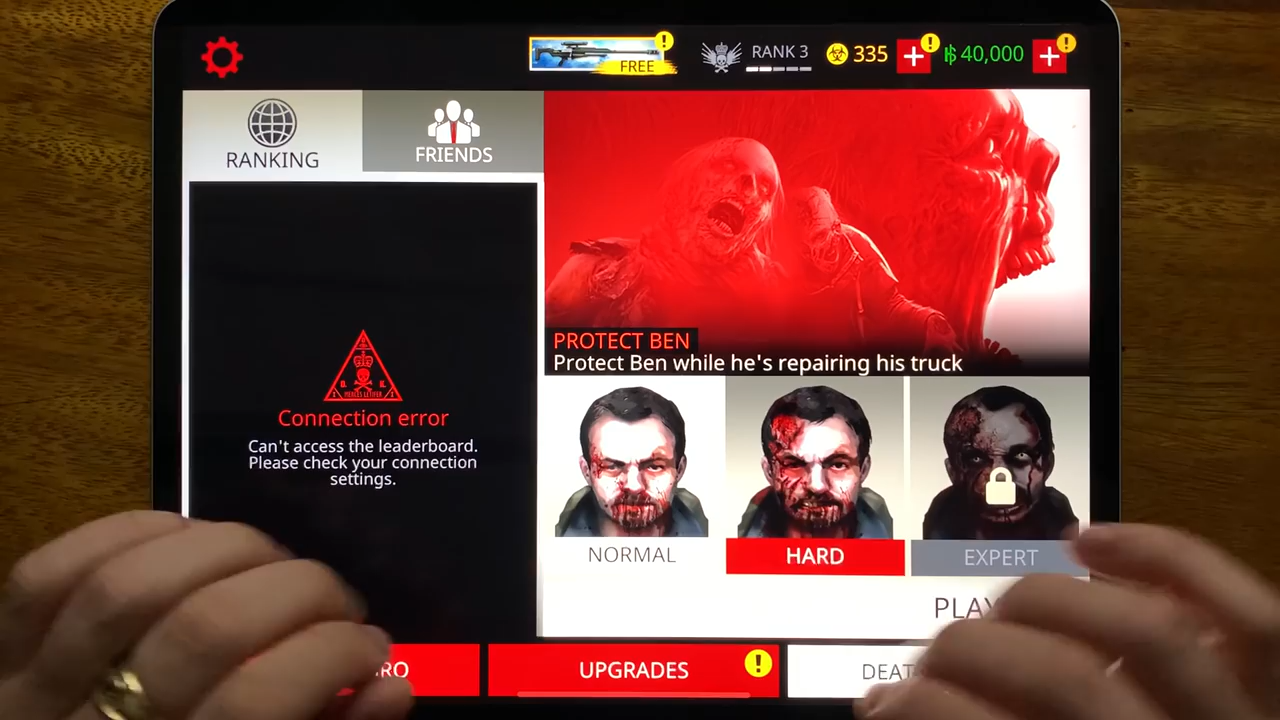 FREE
RANK 3
335
40,000
RANKING
FRIENDS
PROTECT BEN
Protect Ben while he's repairing his truck
Connection error
Can't access the leaderboard.
Please check your connection
settings.
NORMAL
HARD
EXPERT
PLAY
UPGRADES
!